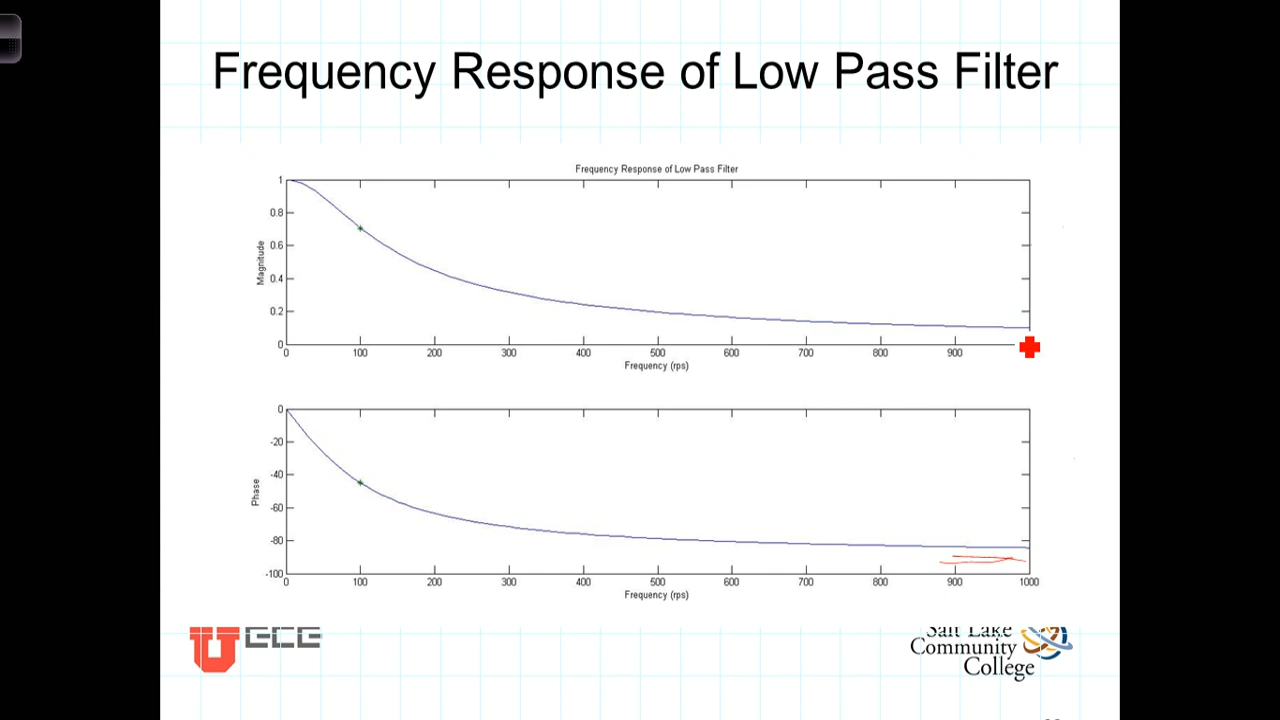 Frequency Response of Low Pass Filter
Frequency Response of Low Pass Filter
Magnitude
1
0.8
0.6
0.4
0.2
0
0 100 200 300 400 500 600 700 800 900
Frequency (rps)
Phase
0
-20
-40
-60
-80
-100
0 100 200 300 400 500 600 700 800 900 1000
Frequency (rps)
U ECE
Salt Lake
Community
College